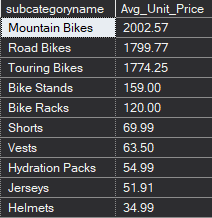 subcategoryname Avg_Unit_Price
Mountain Bikes 2002.57
Road Bikes 1799.77
Touring Bikes 1774.25
Bike Stands 159.00
Bike Racks 120.00
Shorts 69.99
Vests 63.50
Hydration Packs 54.99
Jerseys 51.91
Helmets 34.99